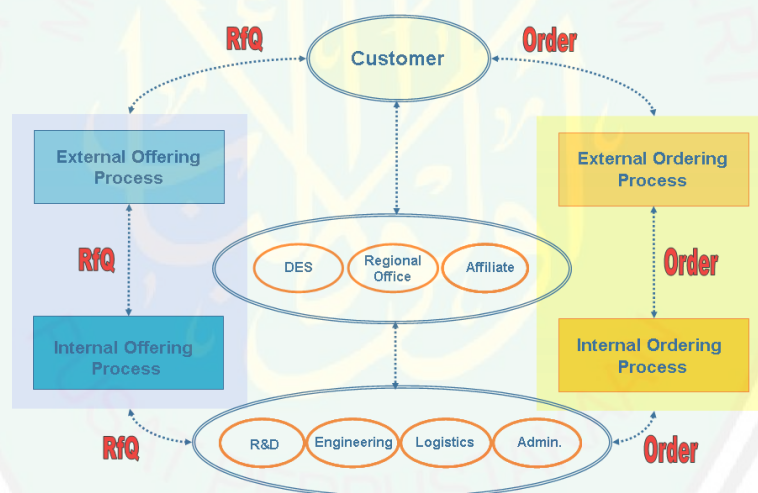 RfQ
Order
Customer
External Offering
Process
External Ordering
Process
RfQ
DES
Regional
Office
Affiliate
Order
Internal Offering
Process
Internal Ordering
Process
RfQ
R&D
Engineering
Logistics
Admin.
Order